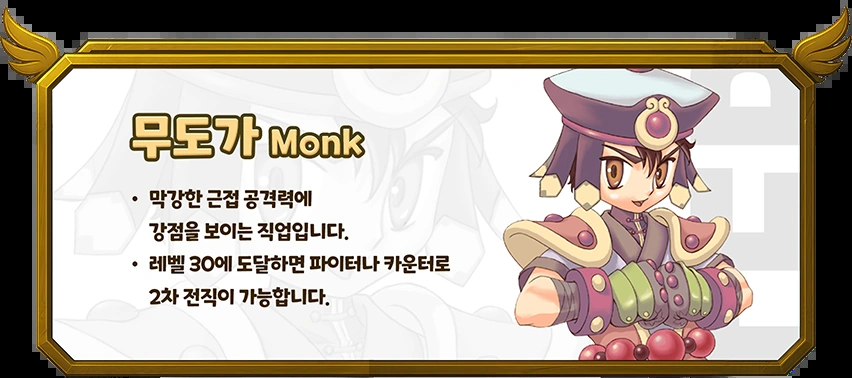 무도가 Monk
• 막강한 근접 공격력에
강점을 보이는 직업입니다.
• 레벨 30에 도달하면 파이터나 카운터로
2차 전직이 가능합니다.